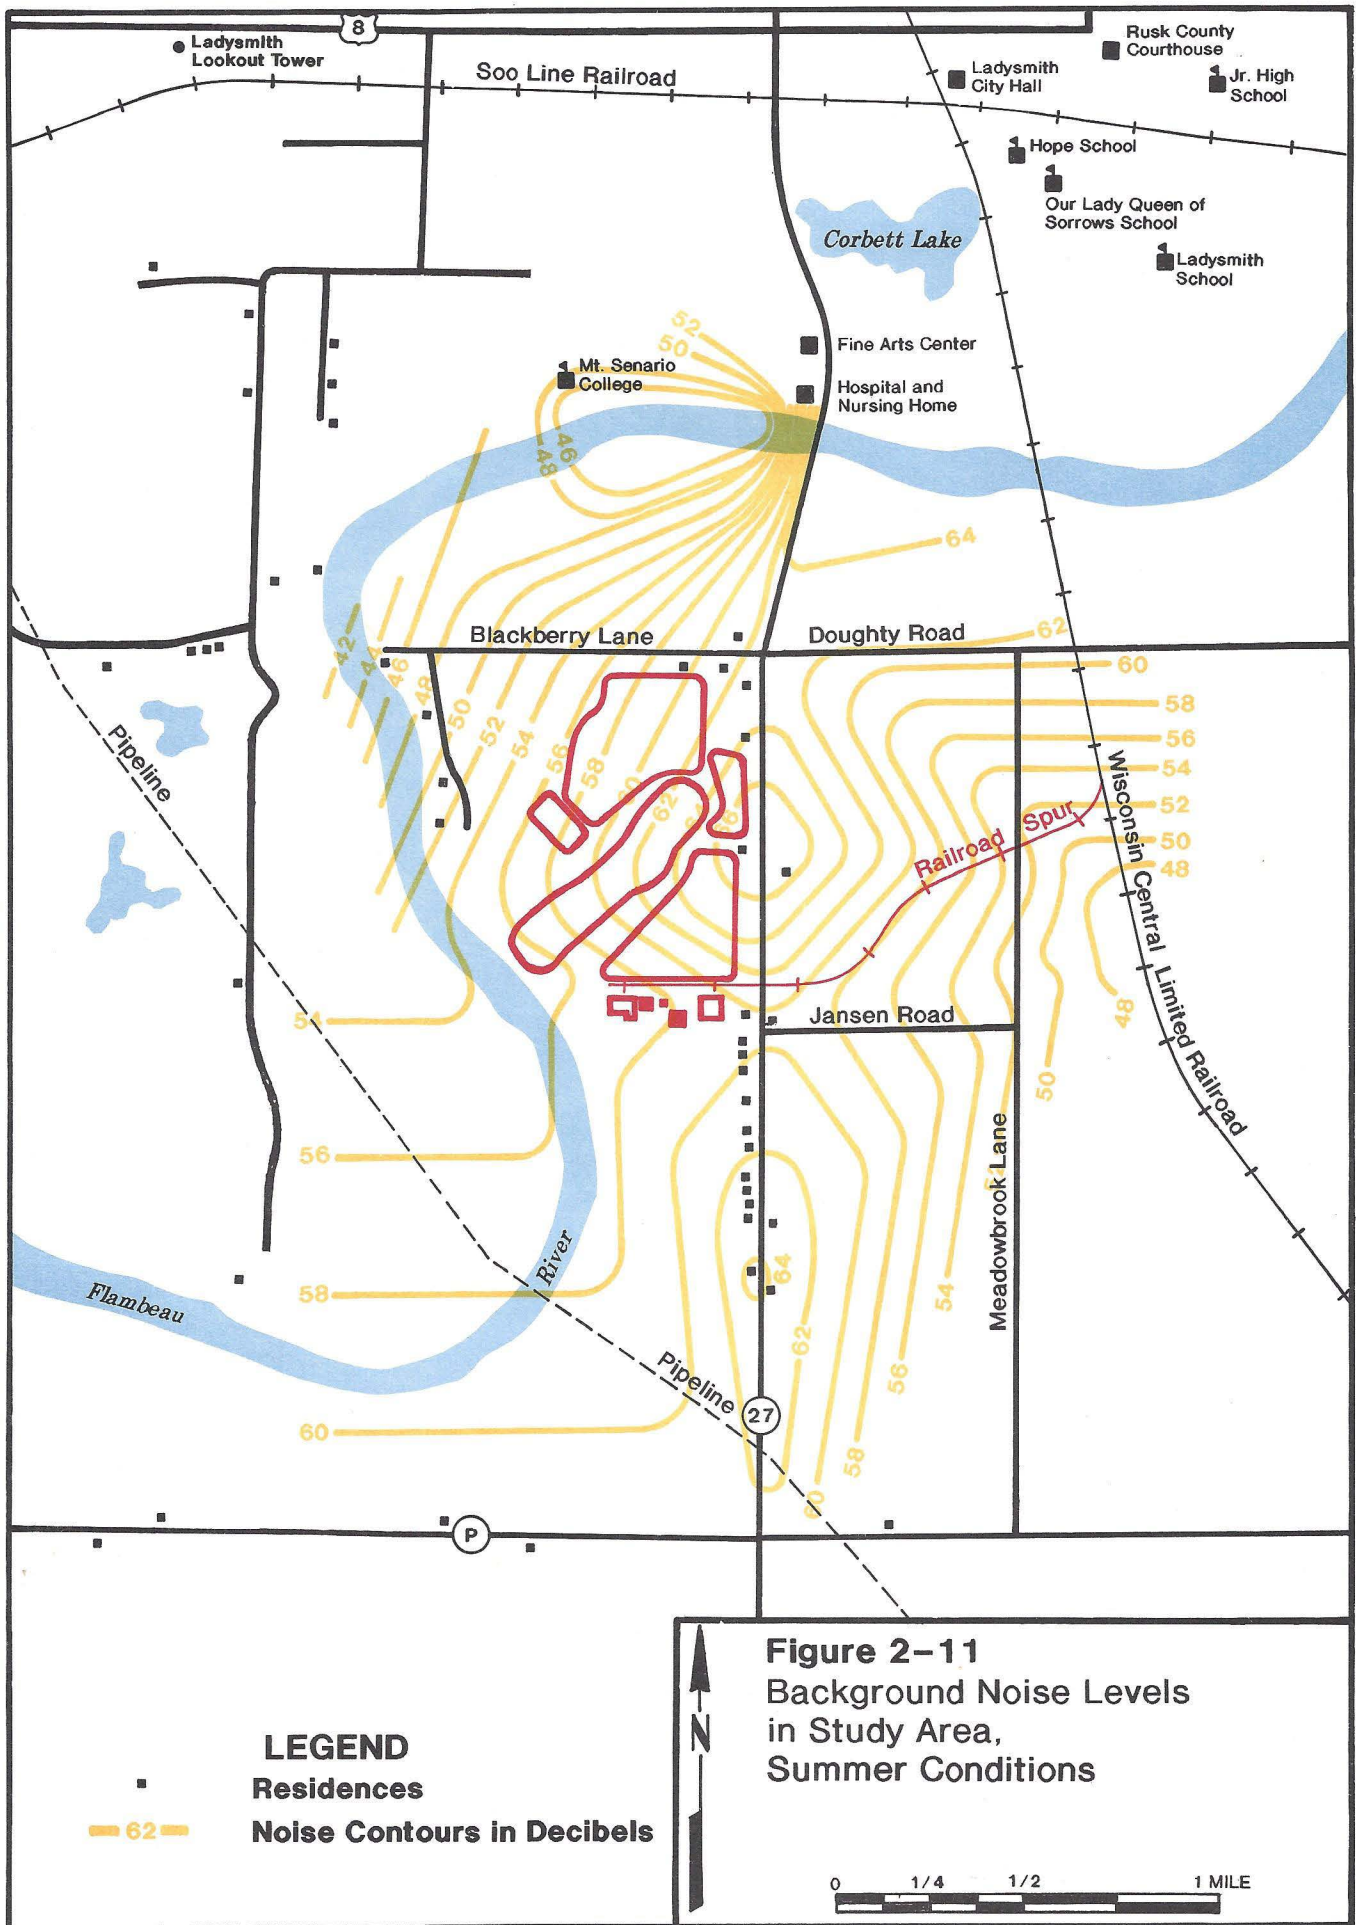 8
Ladysmith
Lookout Tower
Soo Line Railroad
Rusk County
Courthouse
Ladysmith
City Hall
Jr. High
School
Hope School
Our Lady Queen of
Sorrows School
Ladysmith
School
Corbett Lake
52
50
Fine Arts Center
Mt. Senario
College
Hospital and
Nursing Home
46
48
64
Blackberry Lane
Doughty Road
62
60
58
56
54
52
50
48
42
44
46
48
50
52
54
56
58
60
62
64
66
Pipeline
Railroad Spur
Wisconsin Central Limited Railroad
48
50
54
Jansen Road
56
Meadowbrook Lane
52
58
River
Flambeau
64
54
62
56
Pipeline
60
27
58
60
P
Figure 2-11
Background Noise Levels
in Study Area,
Summer Conditions
N
LEGEND
Residences
62 Noise Contours in Decibels
0 1/4 1/2 1 MILE